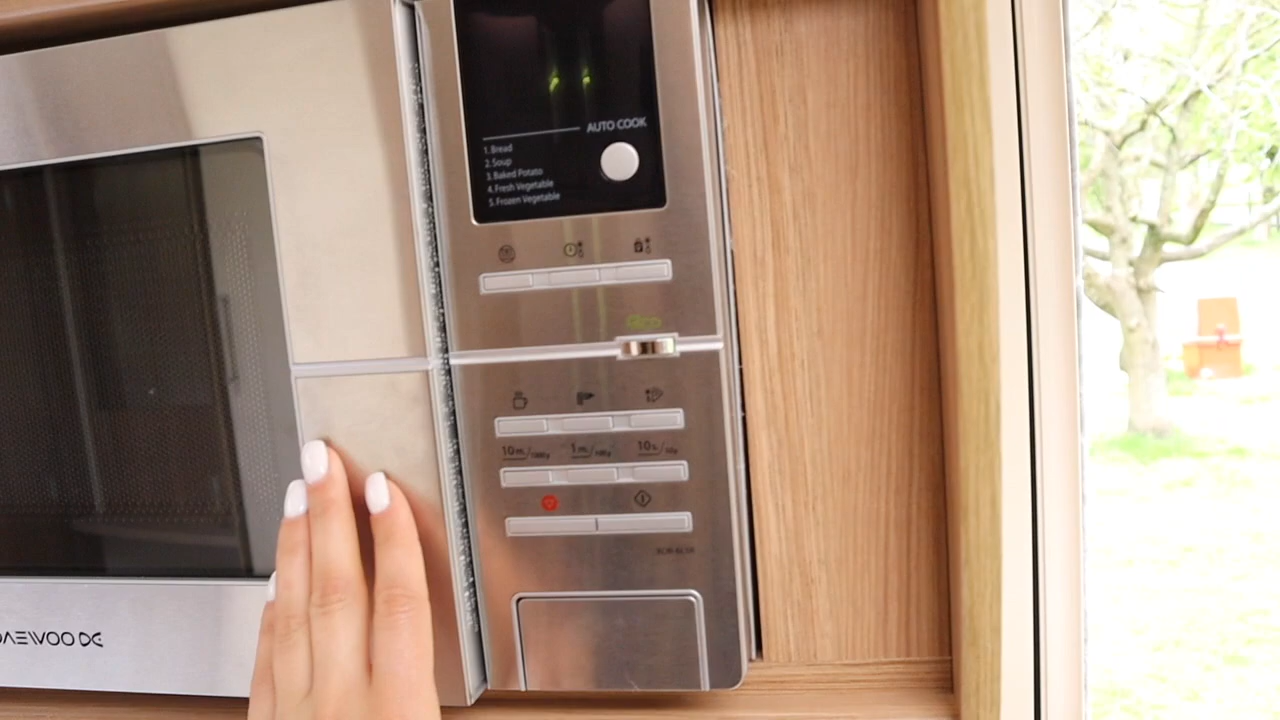 AUTO COOK
1. Bread
2. Soup
3. Baked Potato
4. Fresh Vegetable
5. Frozen Vegetable
10m./1000g 1m./100g 10s./10g
DAEWOO